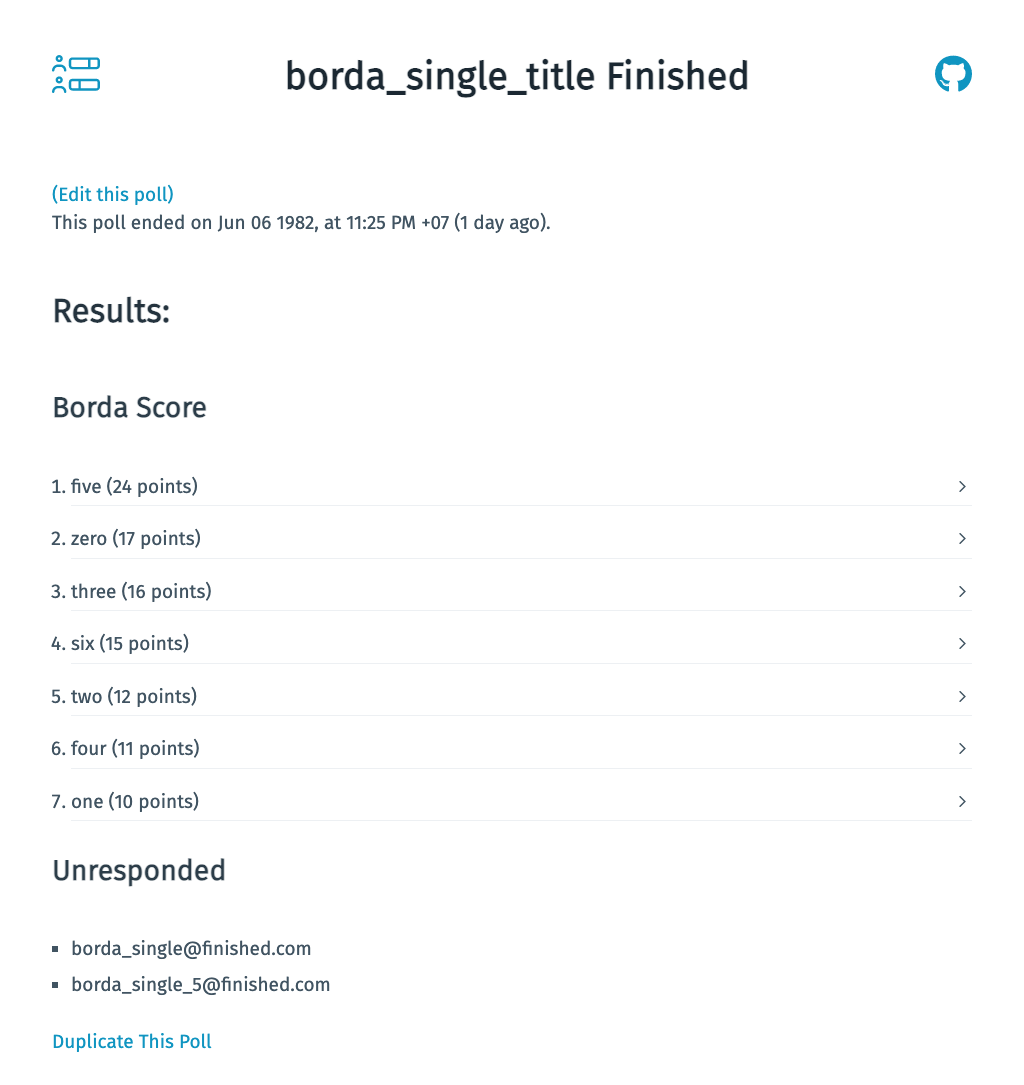 borda_single_title Finished
(Edit this poll)
This poll ended on Jun 06 1982, at 11:25 PM +07 (1 day ago).
Results:
Borda Score
1. five (24 points)
2. zero (17 points)
3. three (16 points)
4. six (15 points)
5. two (12 points)
6. four (11 points)
7. one (10 points)
Unresponded
▪ borda_single@finished.com
▪ borda_single_5@finished.com
Duplicate This Poll